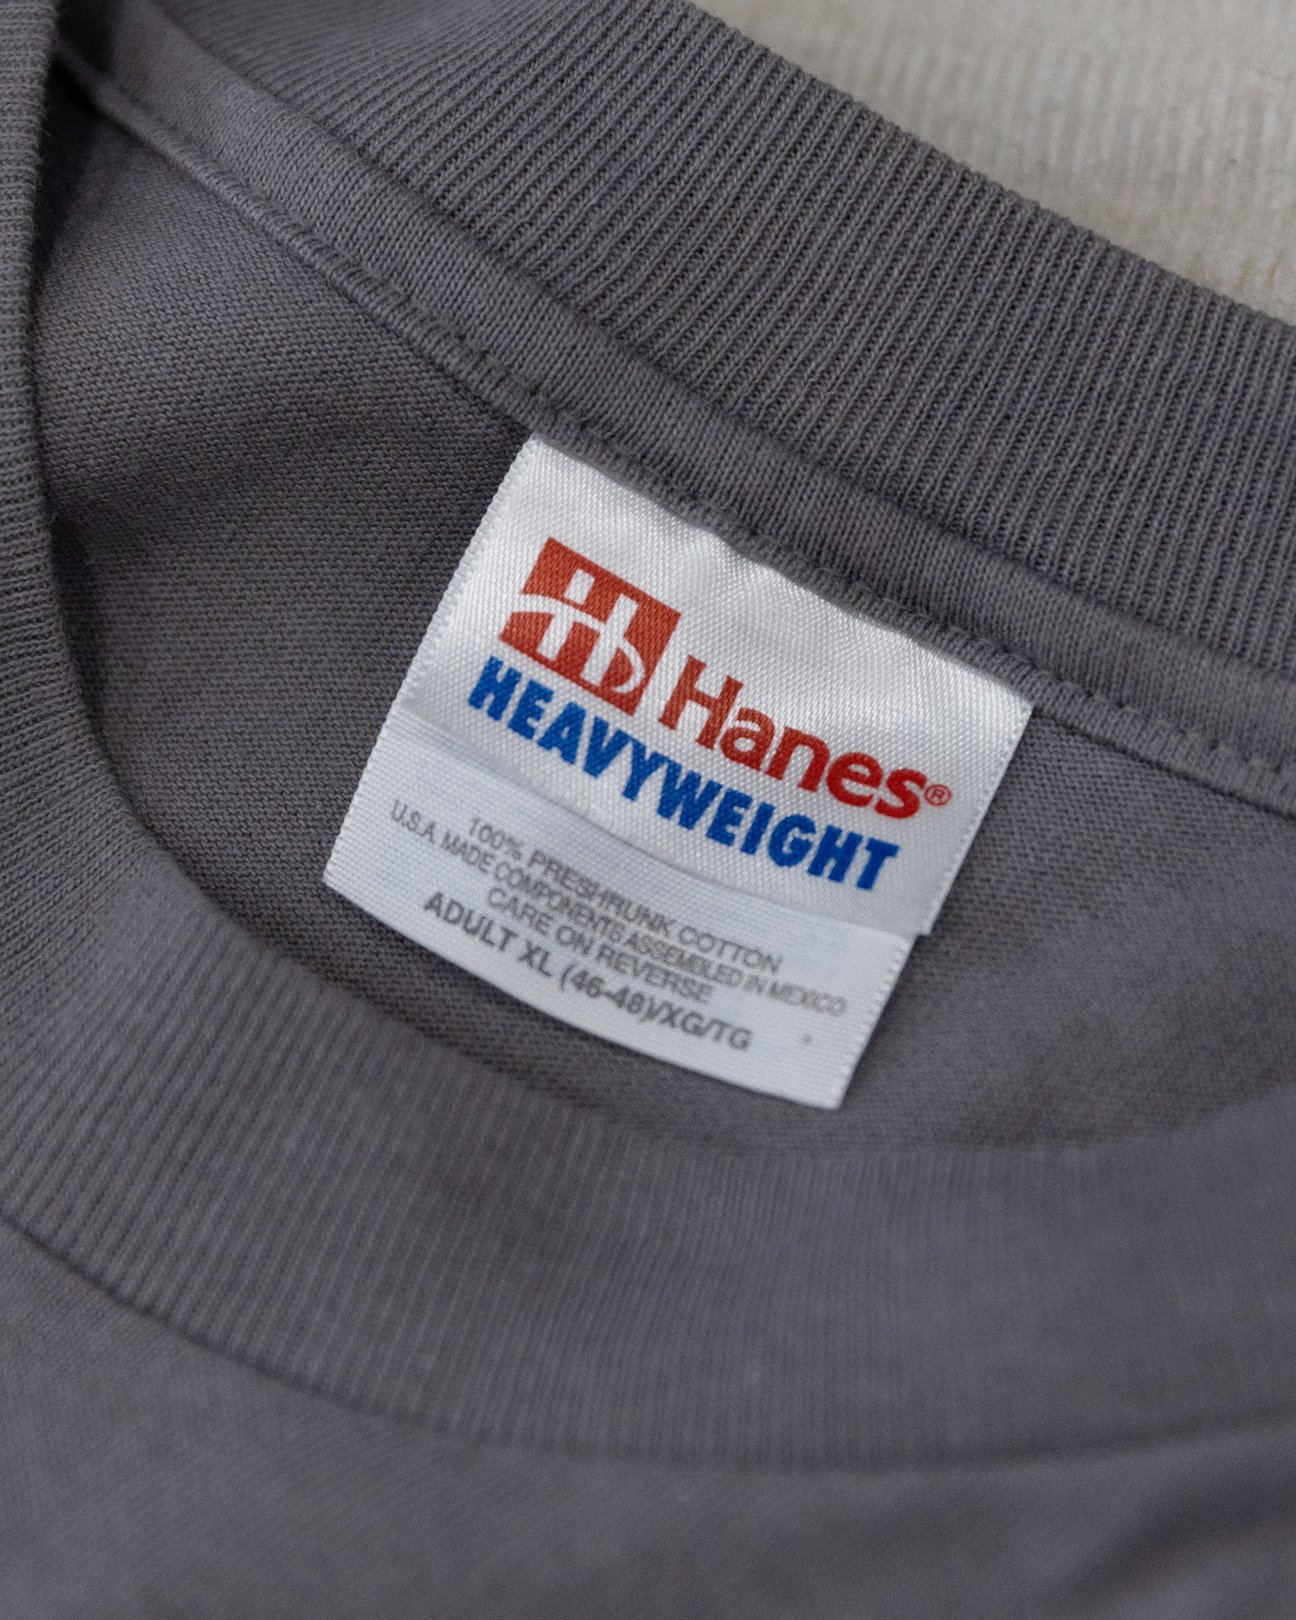 Hanes®
HEAVYWEIGHT
100% PRESHRUNK COTTON
U.S.A. MADE COMPONENTS ASSEMBLED IN MEXICO
CARE ON REVERSE
ADULT XL (46-48)/XG/TG